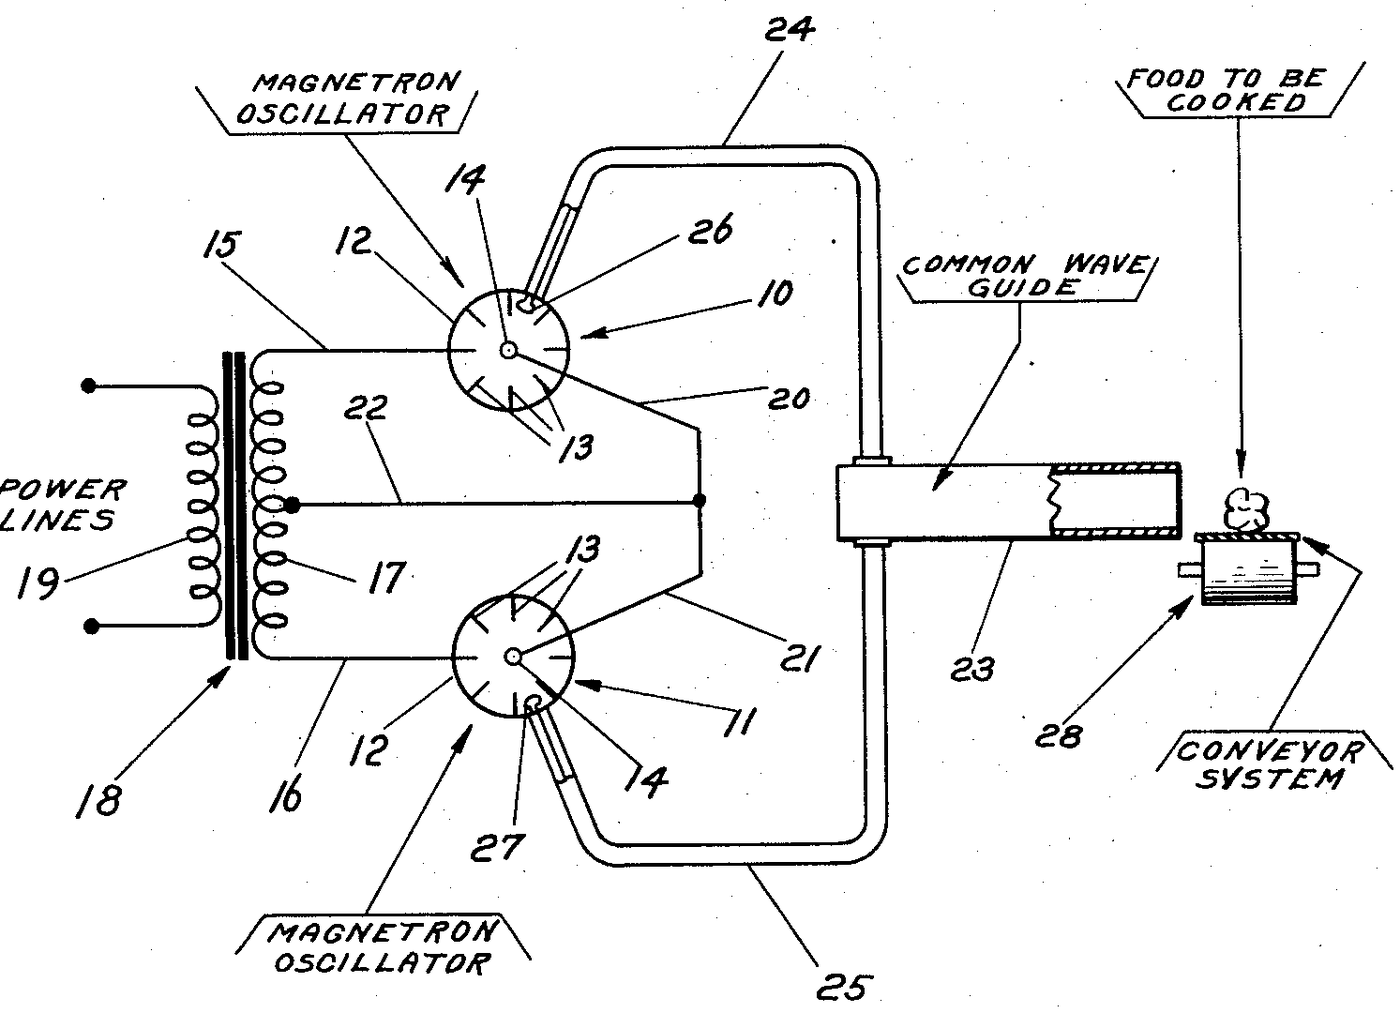 24
MAGNETRON
OSCILLATOR
FOOD TO BE
COOKED
14
26
15
12
COMMON WAVE
GUIDE
10
20
22
13
POWER
LINES
13
19
17
21
23
11
28
12
14
CONVEYOR
SYSTEM
18
16
27
MAGNETRON
OSCILLATOR
25